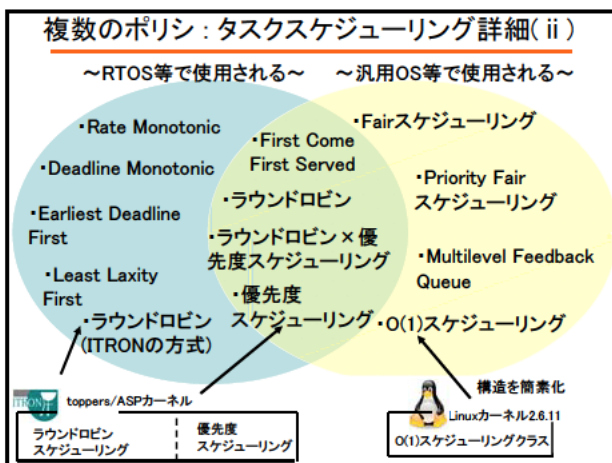 複数のポリシ：タスクスケジューリング詳細(ⅱ)
～RTOS等で使用される～
～汎用OS等で使用される～
・Rate Monotonic
・Deadline Monotonic
・Earliest Deadline
First
・Least Laxity
First
・ラウンドロビン
(ITRONの方式)
・First Come
First Served
・ラウンドロビン
・ラウンドロビン×優
先度スケジューリング
・優先度
スケジューリング
・Fairスケジューリング
・Priority Fair
スケジューリング
・Multilevel Feedback
Queue
・O(1)スケジューリング
ITRON
toppers/ASPカーネル
ラウンドロビン
スケジューリング
優先度
スケジューリング
構造を簡素化
Linuxカーネル2.6.11
O(1)スケジューリングクラス